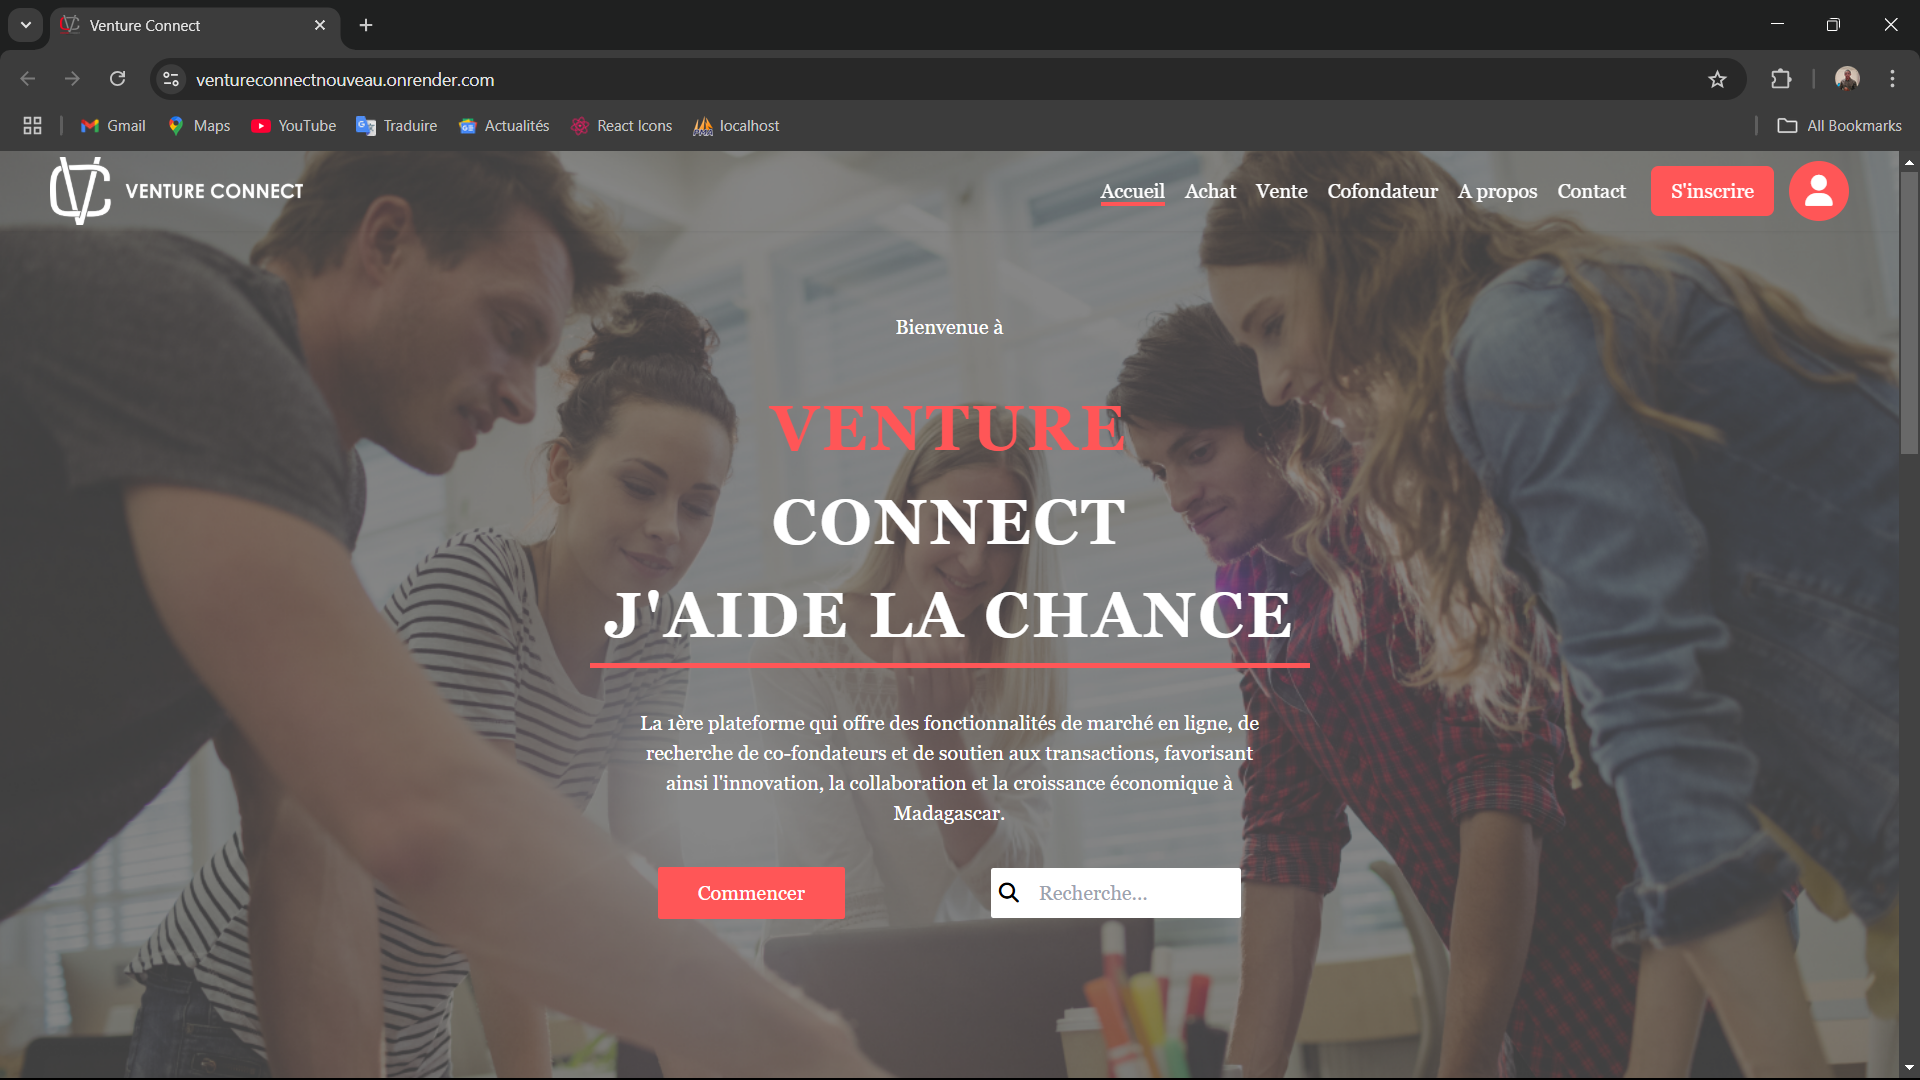 Venture Connect
ventureconnectnouveau.onrender.com
Gmail
Maps
YouTube
Traduire
Actualités
React Icons
localhost
All Bookmarks
VENTURE CONNECT
Accueil
Achat
Vente
Cofondateur
A propos
Contact
S'inscrire
Bienvenue à
VENTURE
CONNECT
J'AIDE LA CHANCE
La 1ère plateforme qui offre des fonctionnalités de marché en ligne, de
recherche de co-fondateurs et de soutien aux transactions, favorisant
ainsi l'innovation, la collaboration et la croissance économique à
Madagascar.
Commencer
Recherche...